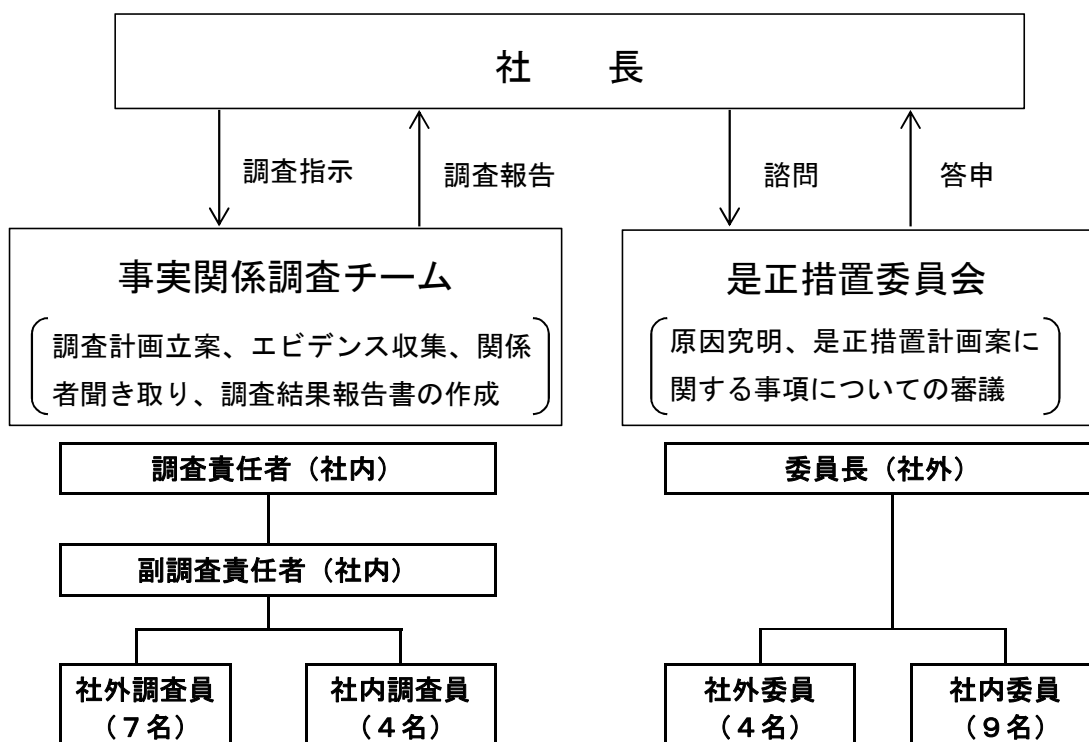 社　　長
調査指示
調査報告
諮問
答申
事実関係調査チーム
調査計画立案、エビデンス収集、関係
者聞き取り、調査結果報告書の作成
是正措置委員会
原因究明、是正措置計画案に
関する事項についての審議
調査責任者（社内）
副調査責任者（社内）
社外調査員
（７名）
社内調査員
（４名）
委員長（社外）
社外委員
（４名）
社内委員
（９名）